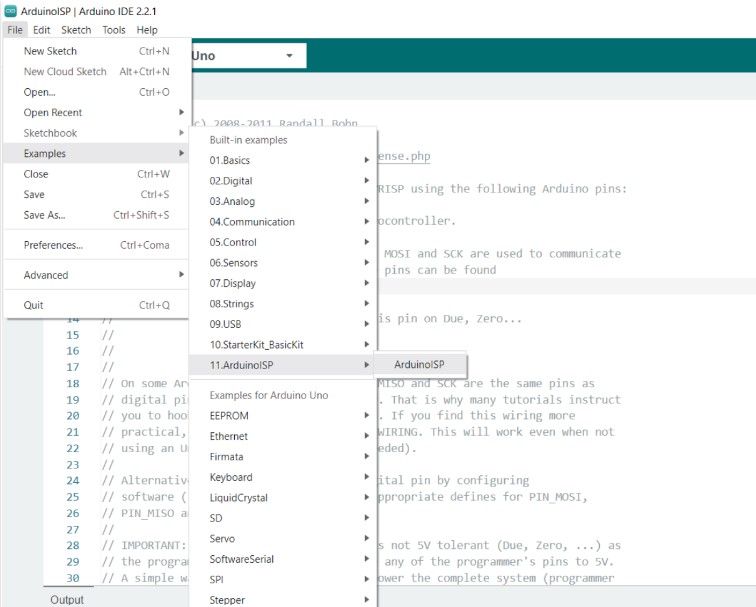 ArduinoISP | Arduino IDE 2.2.1
File Edit Sketch Tools Help
New Sketch Ctrl+N
New Cloud Sketch Alt+Ctrl+N
Open... Ctrl+O
Open Recent
Sketchbook
Examples
Close Ctrl+W
Save Ctrl+S
Save As... Ctrl+Shift+S
Preferences... Ctrl+Coma
Advanced
Quit Ctrl+Q
Uno
Built-in examples
01.Basics
02.Digital
03.Analog
04.Communication
05.Control
06.Sensors
07.Display
08.Strings
09.USB
10.StarterKit_BasicKit
11.ArduinoISP
ArduinoISP
Examples for Arduino Uno
EEPROM
Ethernet
Firmata
Keyboard
LiquidCrystal
SD
Servo
SoftwareSerial
SPI
Stepper
c) 2008-2011 Randall Bohn
ense.php
RISP using the following Arduino pins:
ocontroller.
MOSI and SCK are used to communicate
pins can be found
14 // is pin on Due, Zero...
15 //
16 //
17 //
18 // On some Ar MISO and SCK are the same pins as
19 // digital pi . That is why many tutorials instruct
20 // you to hoo . If you find this wiring more
21 // practical, WIRING. This will work even when not
22 // using an U eded).
23 //
24 // Alternativ ital pin by configuring
25 // software ( ppropriate defines for PIN_MOSI,
26 // PIN_MISO a
27 //
28 // IMPORTANT: s not 5V tolerant (Due, Zero, ...) as
29 // the progra any of the programmer's pins to 5V.
30 // A simple wa ower the complete system (programmer
Output